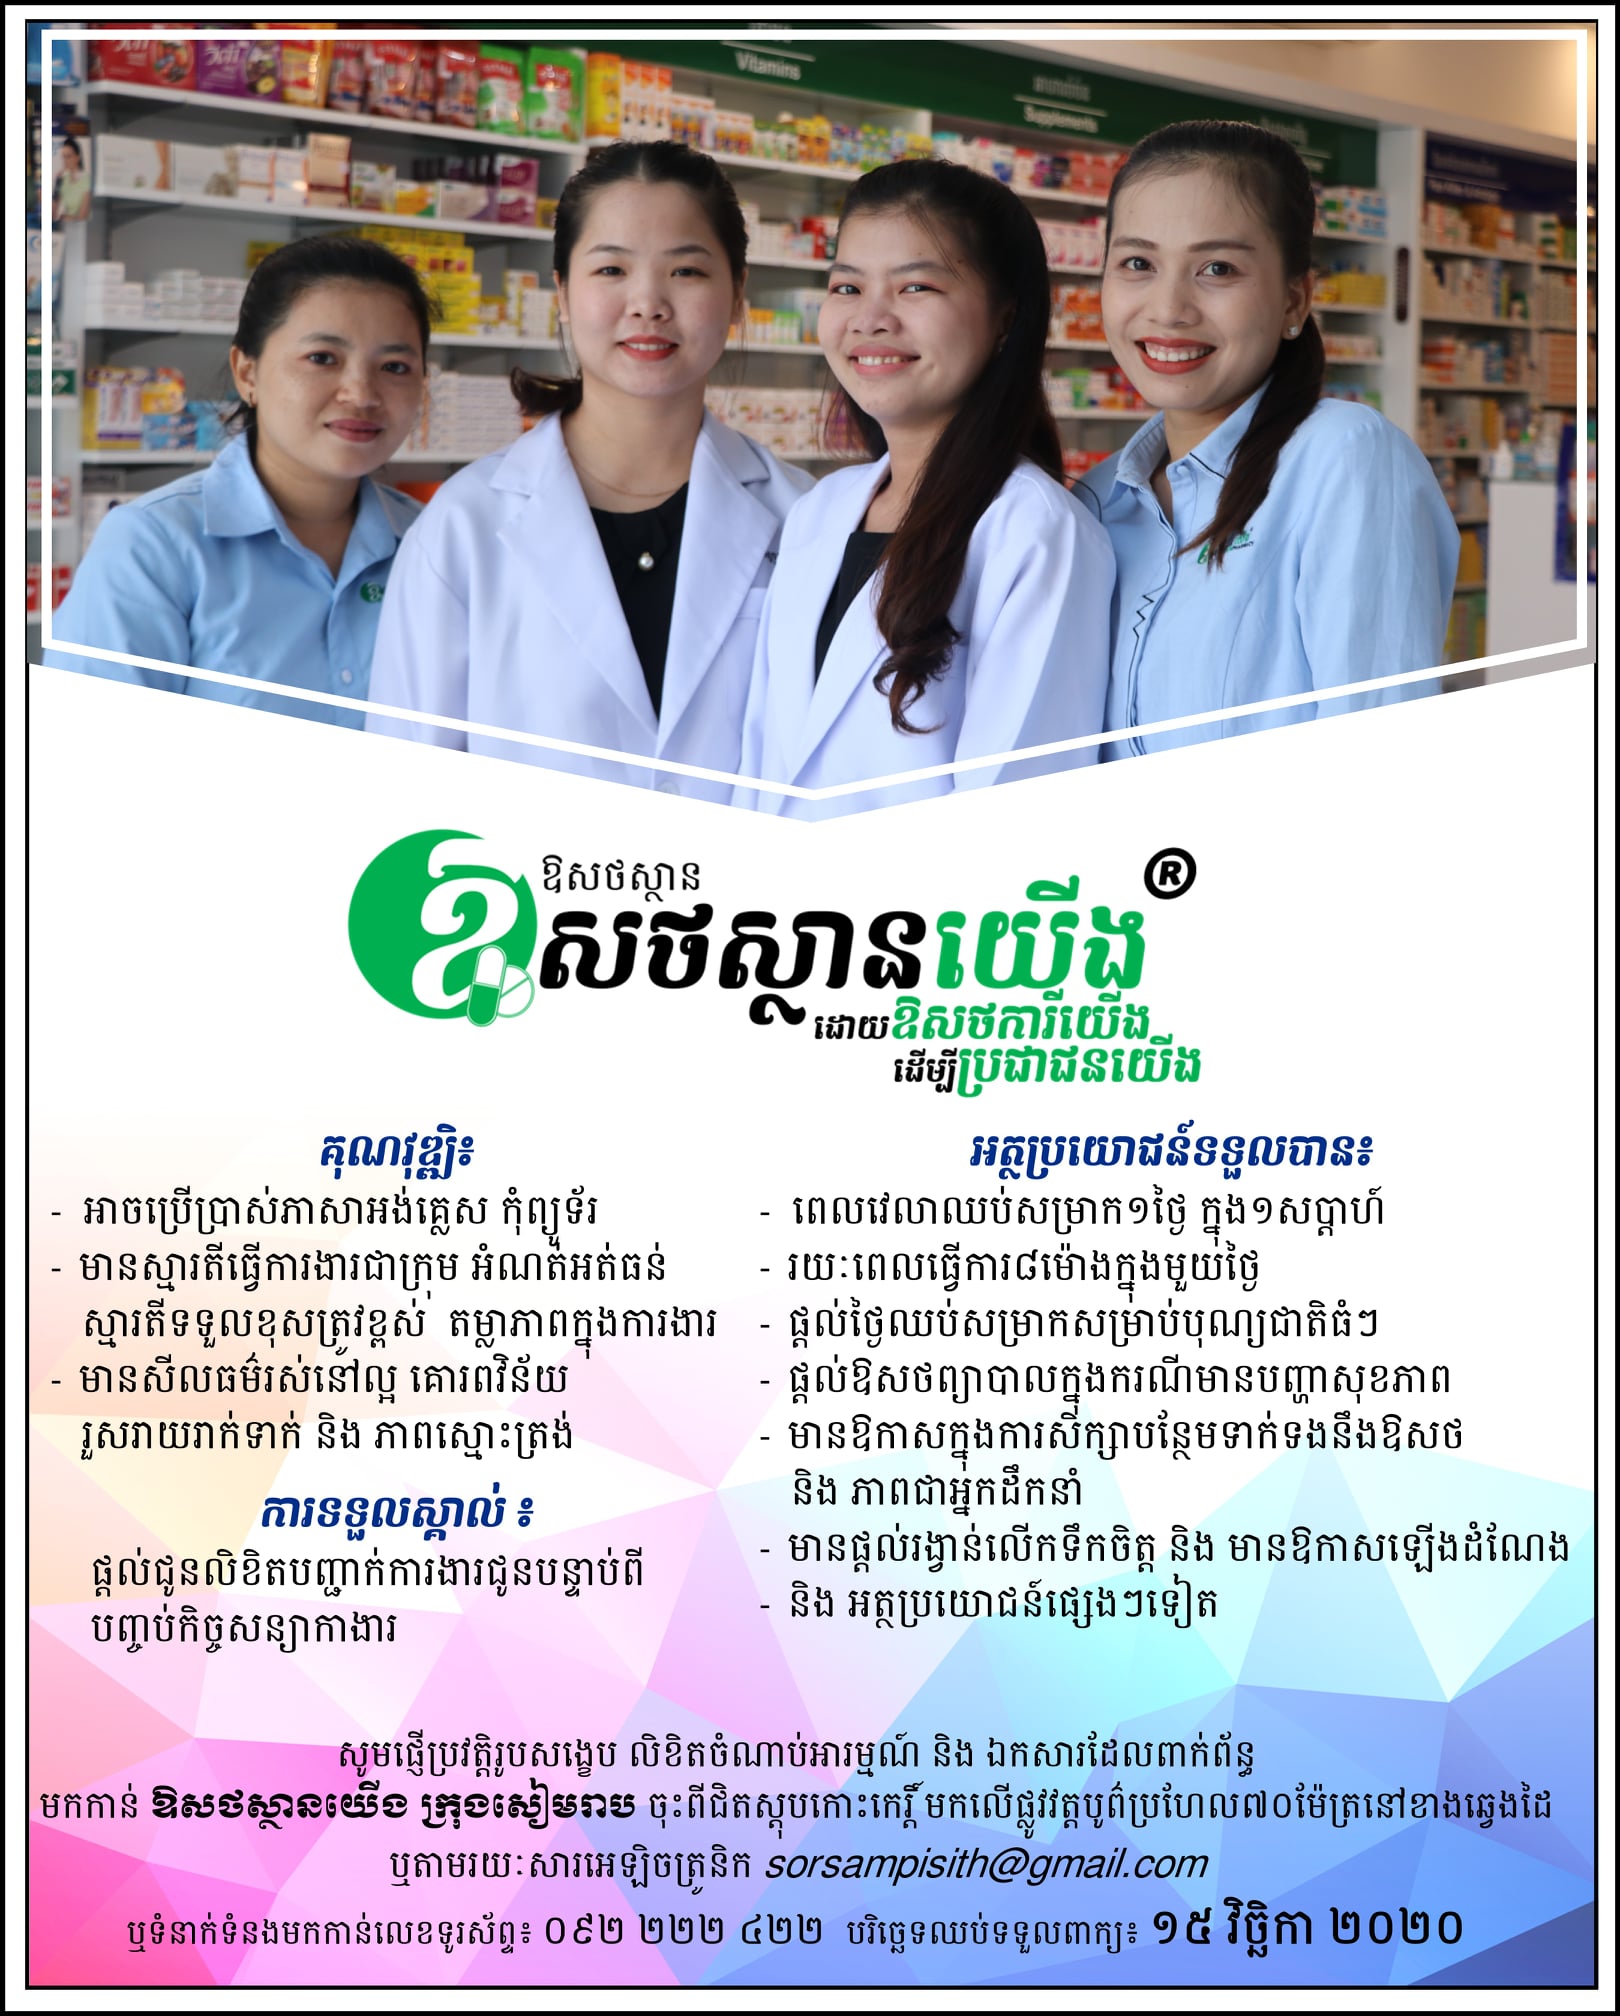 Vitamins
Supplements
ឱសថស្ថាន
ឱសថស្ថានយើង®
ដោយឱសថការីយើង
ដើម្បីប្រជាជនយើង
គុណវុឌ្ឍិ៖
- អាចប្រើប្រាស់ភាសាអង់គ្លេស កុំព្យូទ័រ
- មានស្មារតីធ្វើការងារជាក្រុម អំណត់អត់ធន់
ស្មារតីទទួលខុសត្រូវខ្ពស់ តម្លាភាពក្នុងការងារ
- មានសីលធម៌រស់នៅល្អ គោរពវិន័យ
រួសរាយរាក់ទាក់ និង ភាពស្មោះត្រង់
ការទទួលស្គាល់ ៖
ផ្តល់ជូនលិខិតបញ្ជាក់ការងារជូនបន្ទាប់ពី
បញ្ចប់កិច្ចសន្យាកាងារ
អត្ថប្រយោជន៍ទទួលបាន៖
- ពេលវេលាឈប់សម្រាក១ថ្ងៃ ក្នុង១សប្តាហ៍
- រយៈពេលធ្វើការ៨ម៉ោងក្នុងមួយថ្ងៃ
- ផ្តល់ថ្ងៃឈប់សម្រាកសម្រាប់បុណ្យជាតិធំៗ
- ផ្តល់ឱសថព្យាបាលក្នុងករណីមានបញ្ហាសុខភាព
- មានឱកាសក្នុងការសិក្សាបន្ថែមទាក់ទងនឹងឱសថ
និង ភាពជាអ្នកដឹកនាំ
- មានផ្តល់រង្វាន់លើកទឹកចិត្ត និង មានឱកាសឡើងដំណែង
- និង អត្ថប្រយោជន៍ផ្សេងៗទៀត
សូមផ្ញើប្រវត្តិរូបសង្ខេប លិខិតចំណាប់អារម្មណ៍ និង ឯកសារដែលពាក់ព័ន្ធ
មកកាន់ ឱសថស្ថានយើង ក្រុងសៀមរាប ចុះពីជិតស្តុបកោះកេរ្តិ៍ មកលើផ្លូវវត្តបូព៌ប្រហែល៧០ម៉ែត្រនៅខាងឆ្វេងដៃ
ឬតាមរយៈសារអេឡិចត្រូនិក sorsampisith@gmail.com
ឬទំនាក់ទំនងមកកាន់លេខទូរស័ព្ទ៖ ០៩២ ២២២ ៤២២ បរិច្ឆេទឈប់ទទួលពាក្យ៖ ១៥ វិច្ឆិកា ២០២០